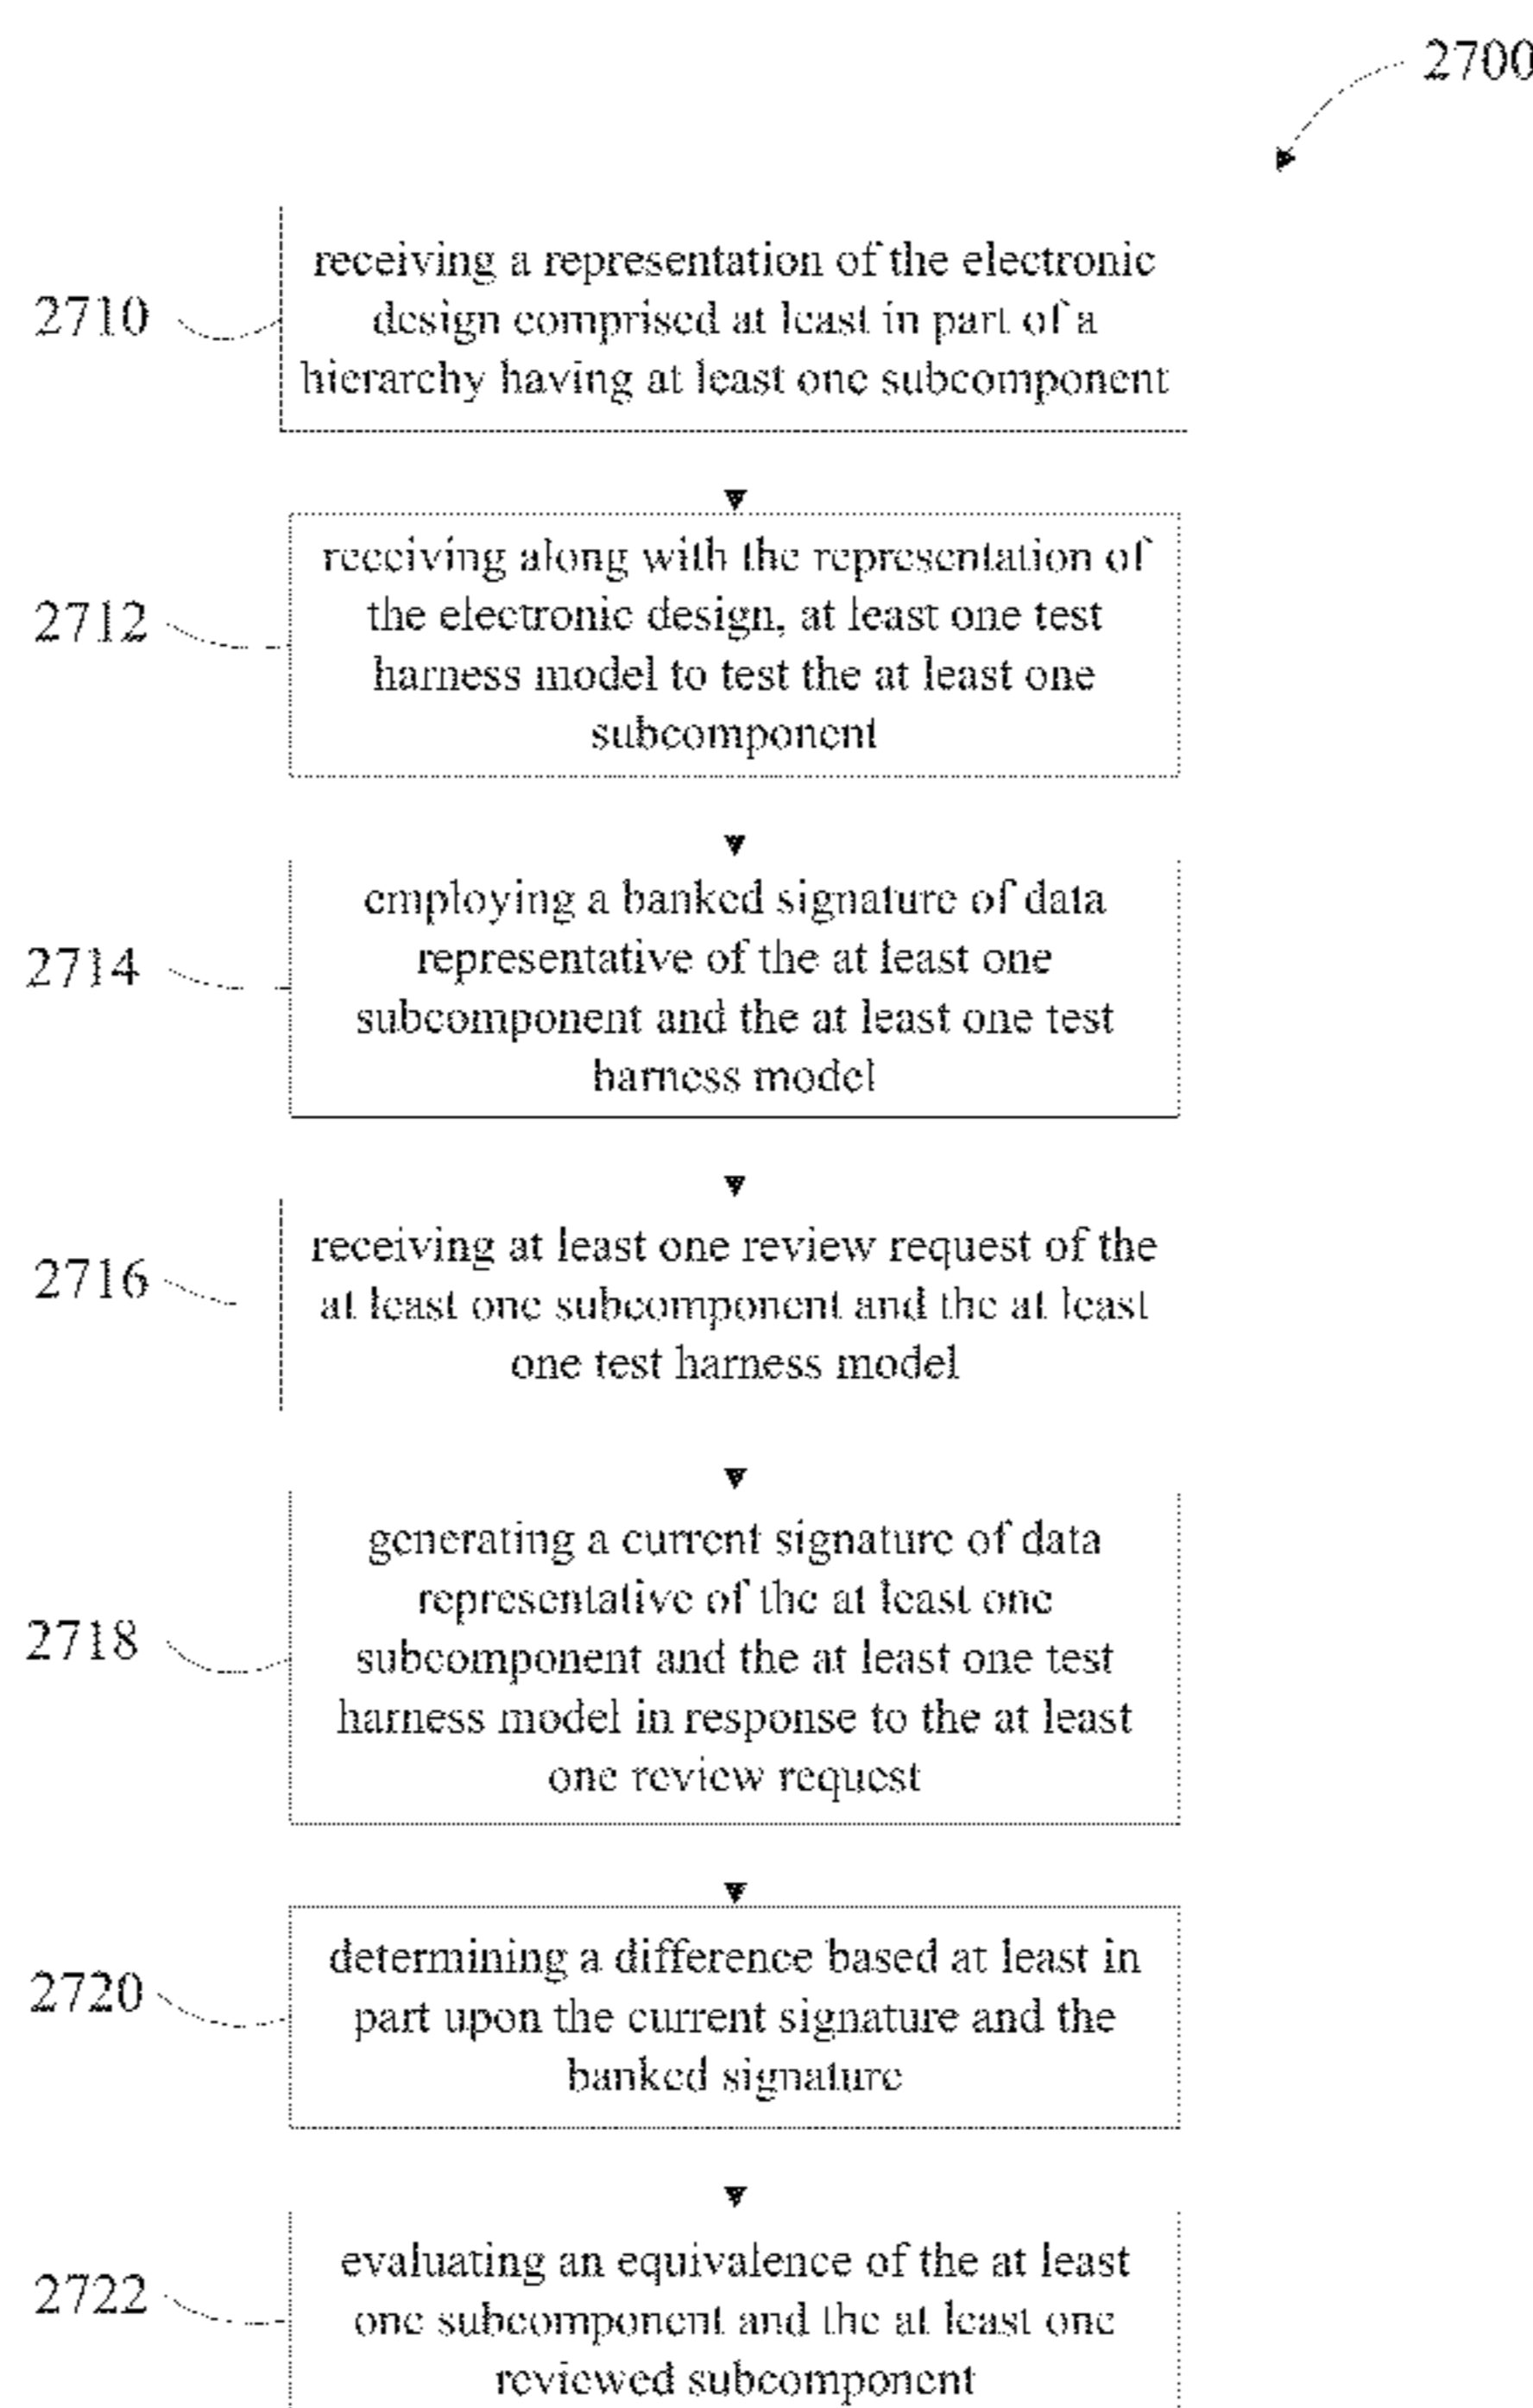 2700
receiving a representation of the electronic
2710
design comprised at least in part of a
hierarchy having at least one subcomponent
receiving along with the representation of
2712
the electronic design, at least one test
harness model to test the at least one
subcomponent
employing a banked signature of data
2714
representative of the at least one
subcomponent and the at least one test
harness model
receiving at least one review request of the
2716
at least one subcomponent and the at least
one test harness model
generating a current signature of data
representative of the at least one
2718
subcomponent and the at least one test
harness model in response to the at least
one review request
determining a difference based at least in
2720
part upon the current signature and the
banked signature
evaluating an equivalence of the at least
2722
one subcomponent and the at least one
reviewed subcomponent